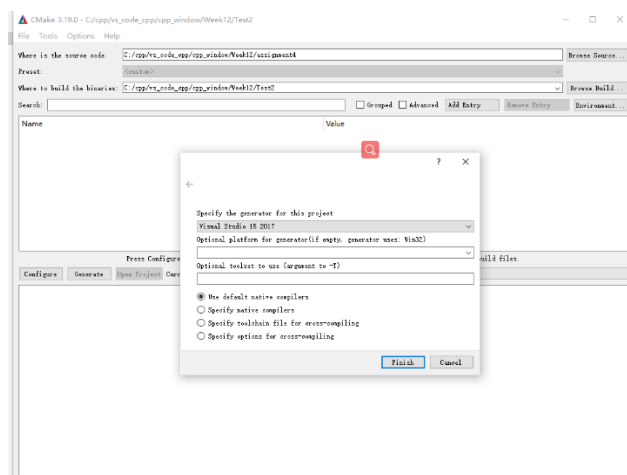 CMake 3.19.0 - C:/cpp/vs_code_cpp/cpp_window/Week12/Test2
File Tools Options Help
Where is the source code: C:/cpp/vs_code_cpp/cpp_window/Week12/assignment4 Browse Source...
Preset: <custom>
Where to build the binaries: C:/cpp/vs_code_cpp/cpp_window/Week12/Test2 Browse Build...
Search: Grouped Advanced Add Entry Remove Entry Environment...
Name Value
?
Specify the generator for this project
Visual Studio 15 2017
Optional platform for generator(if empty, generator uses: Win32)
Optional toolset to use (argument to -T)
Use default native compilers
Specify native compilers
Specify toolchain file for cross-compiling
Specify options for cross-compiling
Finish Cancel
Press Configure build files.
Configure Generate Open Project